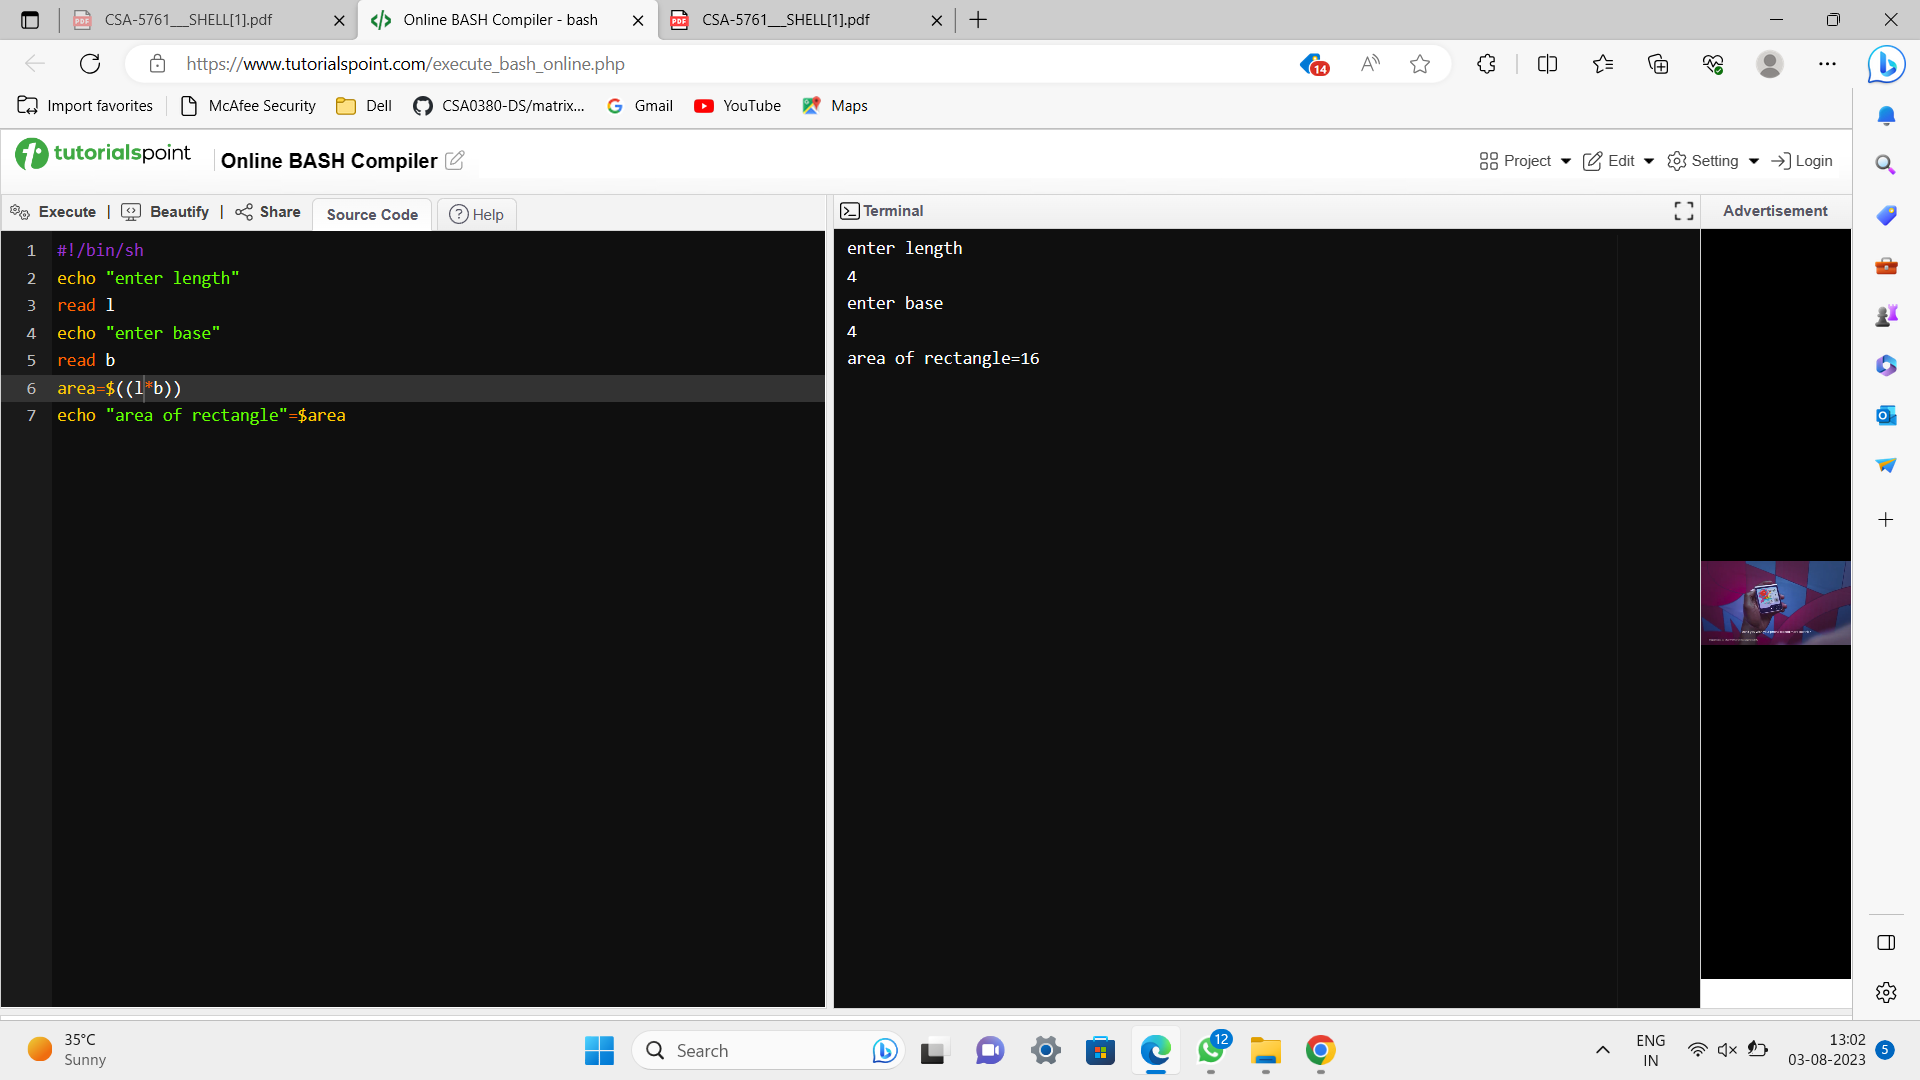 CSA-5761___SHELL[1].pdf
Online BASH Compiler - bash
CSA-5761___SHELL[1].pdf
https://www.tutorialspoint.com/execute_bash_online.php
14
Import favorites
McAfee Security
Dell
CSA0380-DS/matrix...
Gmail
YouTube
Maps
tutorialspoint
Online BASH Compiler
Project
Edit
Setting
Login
Execute | Beautify | Share
Source Code
Help
Terminal
Advertisement
1 #!/bin/sh
2 echo "enter length"
3 read l
4 echo "enter base"
5 read b
6 area=$((l*b))
7 echo "area of rectangle"=$area
enter length
4
enter base
4
area of rectangle=16
35°C
Sunny
Search
12
ENG
IN
13:02
03-08-2023
5